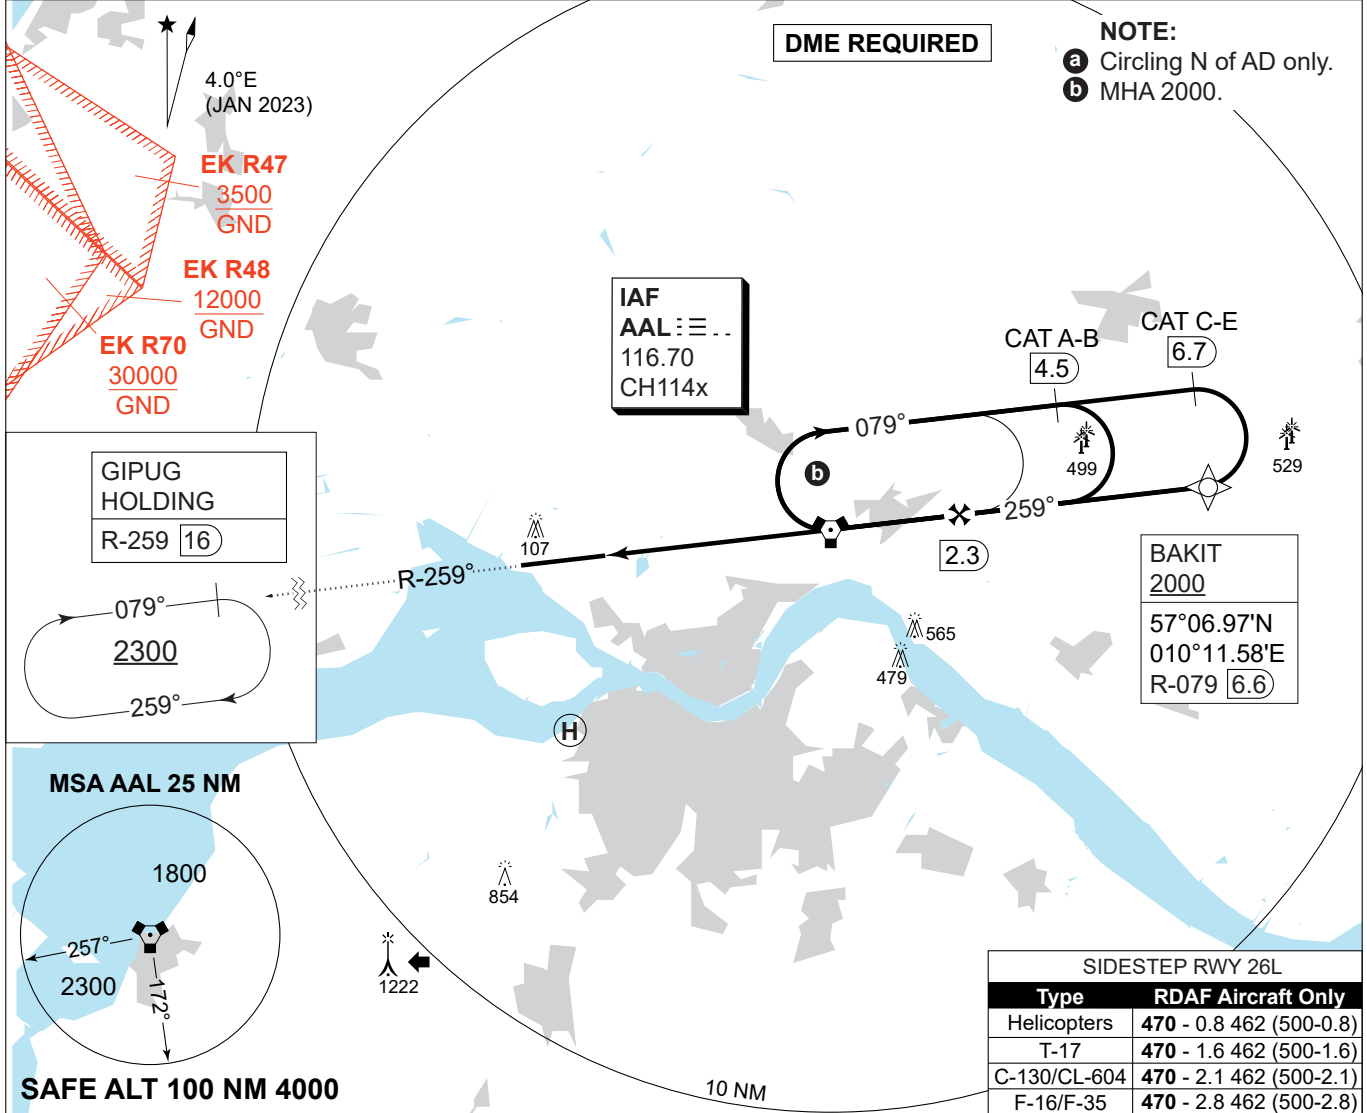 DME REQUIRED
NOTE:
a Circling N of AD only.
b MHA 2000.
4.0°E
(JAN 2023)
EK R47
3500
GND
EK R48
12000
GND
EK R70
30000
GND
IAF
AAL
116.70
CH114x
CAT A-B
4.5
CAT C-E
6.7
079°
b
499
529
259°
2.3
GIPUG
HOLDING
R-259 16
079°
2300
259°
107
R-259°
BAKIT
2000
57°06.97'N
010°11.58'E
R-079 6.6
565
479
H
MSA AAL 25 NM
1800
257°
2300
172°
854
1222
SAFE ALT 100 NM 4000
10 NM
SIDESTEP RWY 26L
Type RDAF Aircraft Only
Helicopters 470 - 0.8 462 (500-0.8)
T-17 470 - 1.6 462 (500-1.6)
C-130/CL-604 470 - 2.1 462 (500-2.1)
F-16/F-35 470 - 2.8 462 (500-2.8)